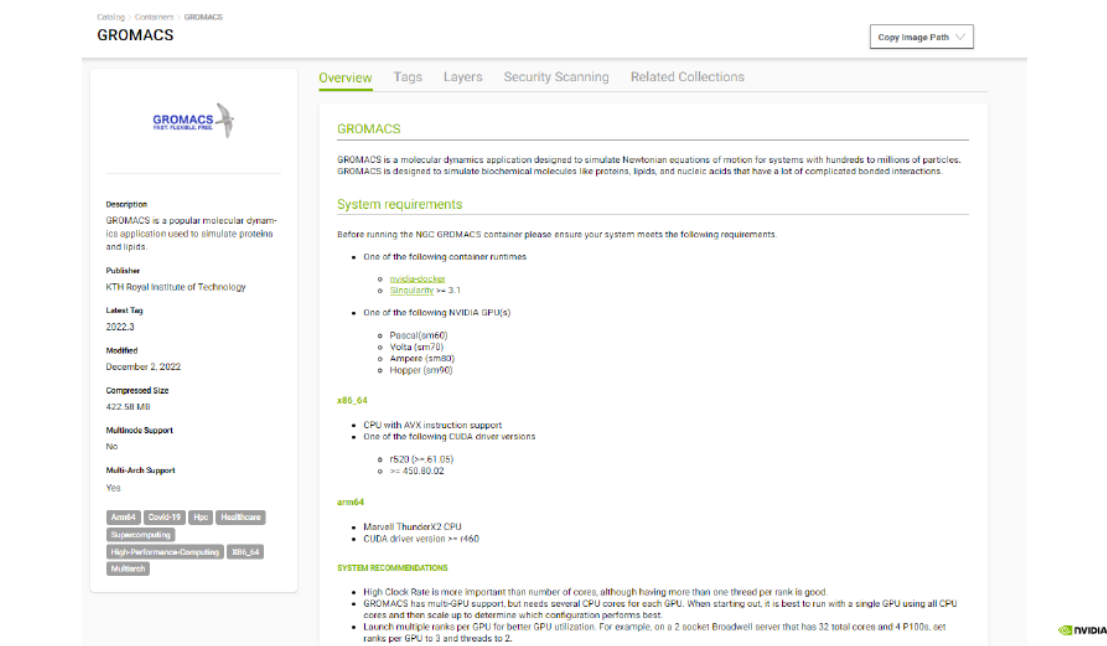 Catalog > Containers > GROMACS
GROMACS
Copy Image Path
GROMACS
FAST. FLEXIBLE. FREE.
Description
GROMACS is a popular molecular dynam-
ics application used to simulate proteins
and lipids.
Publisher
KTH Royal Institute of Technology
Latest Tag
2022.3
Modified
December 2, 2022
Compressed Size
422.58 MB
Multinode Support
No
Multi-Arch Support
Yes
Arm64 Covid-19 Hpc Healthcare
Supercomputing
High-Performance-Computing X86_64
Multiarch
Overview Tags Layers Security Scanning Related Collections
GROMACS
GROMACS is a molecular dynamics application designed to simulate Newtonian equations of motion for systems with hundreds to millions of particles.
GROMACS is designed to simulate biochemical molecules like proteins, lipids, and nucleic acids that have a lot of complicated bonded interactions.
System requirements
Before running the NGC GROMACS container please ensure your system meets the following requirements.
• One of the following container runtimes
nvidia-docker
Singularity >= 3.1
• One of the following NVIDIA GPU(s)
Pascal(sm60)
Volta (sm70)
Ampere (sm80)
Hopper (sm90)
x86_64
• CPU with AVX instruction support
• One of the following CUDA driver versions
r520 (>=.61.05)
>= 450.80.02
arm64
• Marvell ThunderX2 CPU
• CUDA driver version >= r460
SYSTEM RECOMMENDATIONS
• High Clock Rate is more important than number of cores, although having more than one thread per rank is good.
• GROMACS has multi-GPU support, but needs several CPU cores for each GPU. When starting out, it is best to run with a single GPU using all CPU
cores and then scale up to determine which configuration performs best.
• Launch multiple ranks per GPU for better GPU utilization. For example, on a 2 socket Broadwell server that has 32 total cores and 4 P100s, set
ranks per GPU to 3 and threads to 2.
NVIDIA